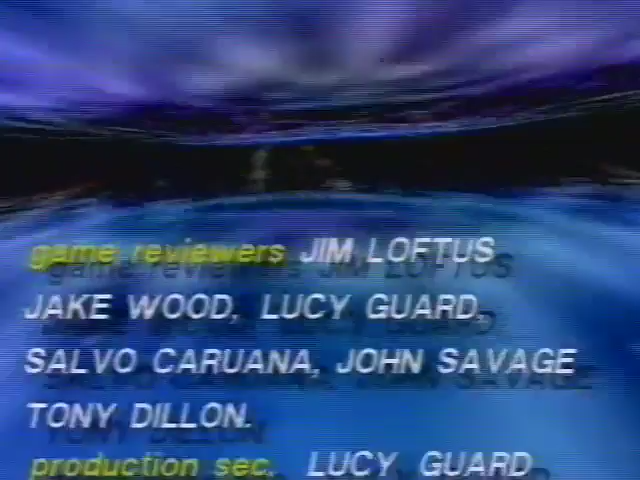 game reviewers JIM LOFTUS
JAKE WOOD, LUCY GUARD,
SALVO CARUANA, JOHN SAVAGE
TONY DILLON.
production sec. LUCY GUARD